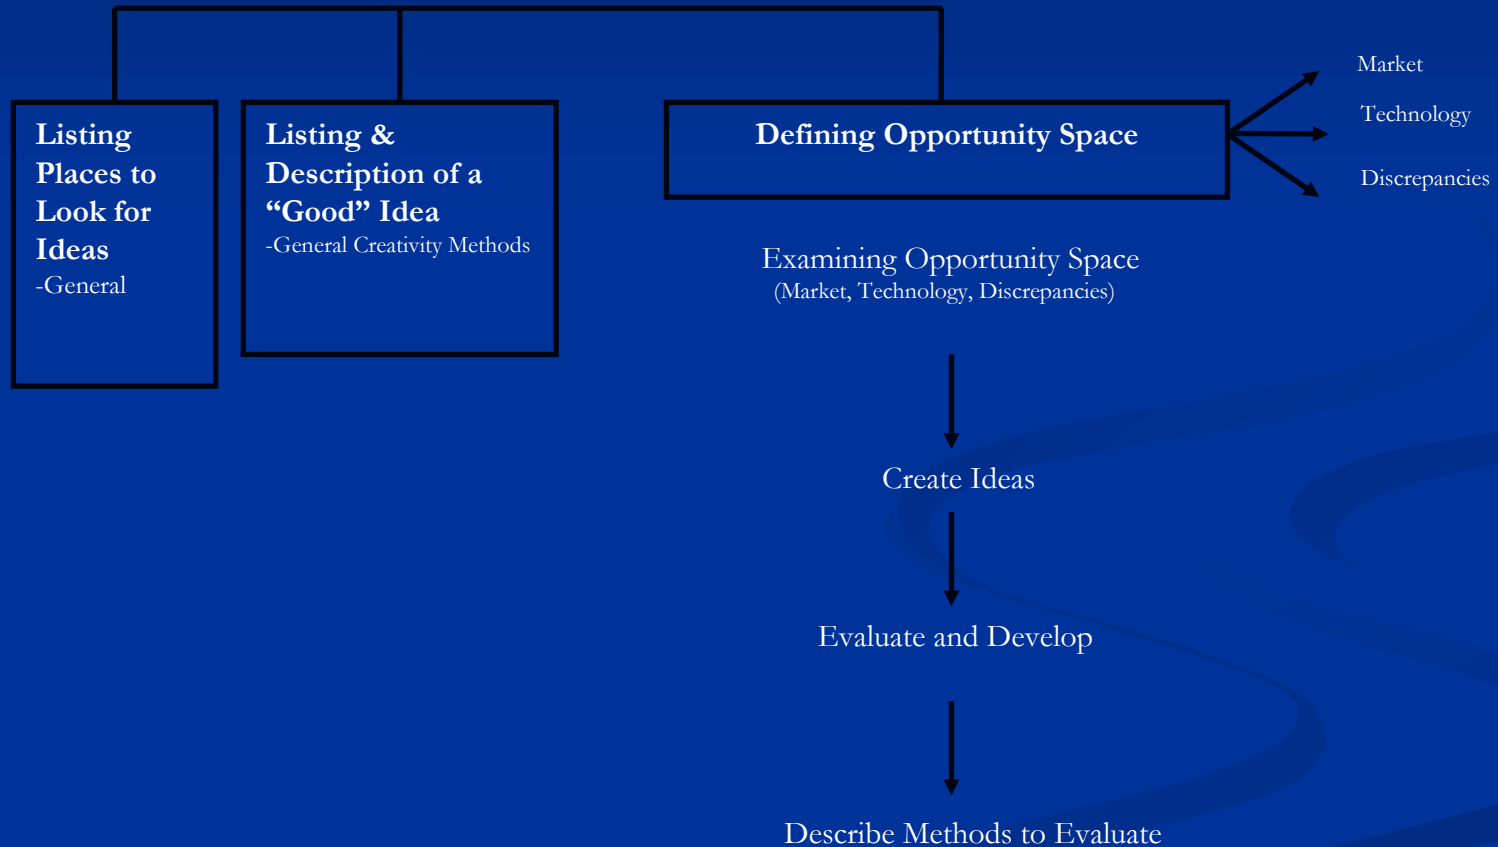 Listing
Places to
Look for
Ideas
-General
Listing &
Description of a
“Good” Idea
-General Creativity Methods
Defining Opportunity Space
Market
Technology
Discrepancies
Examining Opportunity Space
(Market, Technology, Discrepancies)
Create Ideas
Evaluate and Develop
Describe Methods to Evaluate